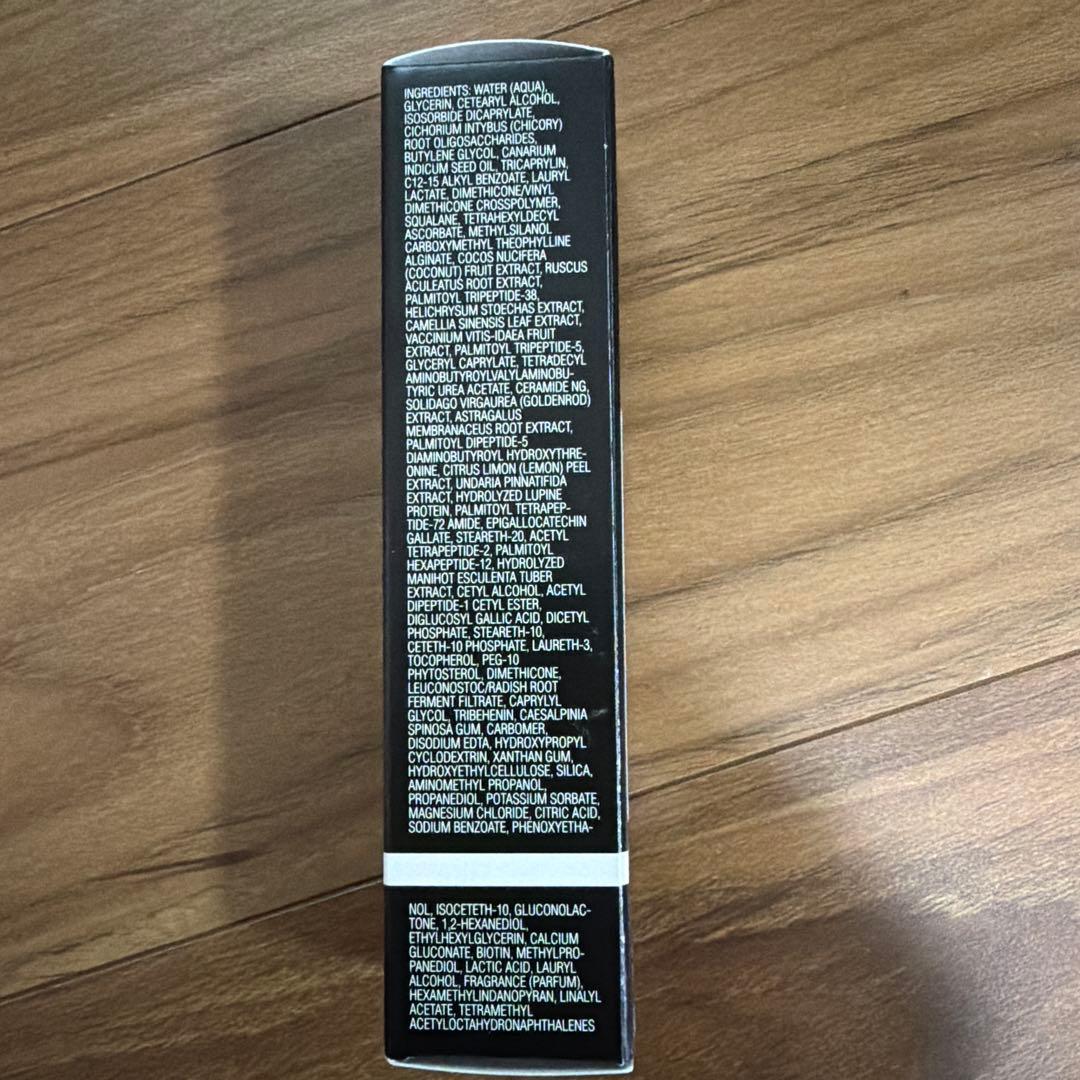 INGREDIENTS: WATER (AQUA),
GLYCERIN, CETEARYL ALCOHOL,
ISOSORBIDE DICAPRYLATE,
CICHORIUM INTYBUS (CHICORY)
ROOT OLIGOSACCHARIDES,
BUTYLENE GLYCOL, CANARIUM
INDICUM SEED OIL, TRICAPRYLIN,
C12-15 ALKYL BENZOATE, LAURYL
LACTATE, DIMETHICONE/VINYL
DIMETHICONE CROSSPOLYMER,
SQUALANE, TETRAHEXYLDECYL
ASCORBATE, METHYLSILANOL
CARBOXYMETHYL THEOPHYLLINE
ALGINATE, COCOS NUCIFERA
(COCONUT) FRUIT EXTRACT, RUSCUS
ACULEATUS ROOT EXTRACT,
PALMITOYL TRIPEPTIDE-38,
HELICHRYSUM STOECHAS EXTRACT,
CAMELLIA SINENSIS LEAF EXTRACT,
VACCINIUM VITIS-IDAEA FRUIT
EXTRACT, PALMITOYL TRIPEPTIDE-5,
GLYCERYL CAPRYLATE, TETRADECYL
AMINOBUTYROYLVALYLAMINOBU-
TYRIC UREA ACETATE, CERAMIDE NG,
SOLIDAGO VIRGAUREA (GOLDENROD)
EXTRACT, ASTRAGALUS
MEMBRANACEUS ROOT EXTRACT,
PALMITOYL DIPEPTIDE-5
DIAMINOBUTYROYL HYDROXYTHRE-
ONINE, CITRUS LIMON (LEMON) PEEL
EXTRACT, UNDARIA PINNATIFIDA
EXTRACT, HYDROLYZED LUPINE
PROTEIN, PALMITOYL TETRAPEP-
TIDE-72 AMIDE, EPIGALLOCATECHIN
GALLATE, STEARETH-20, ACETYL
TETRAPEPTIDE-2, PALMITOYL
HEXAPEPTIDE-12, HYDROLYZED
MANIHOT ESCULENTA TUBER
EXTRACT, CETYL ALCOHOL, ACETYL
DIPEPTIDE-1 CETYL ESTER,
DIGLUCOSYL GALLIC ACID, DICETYL
PHOSPHATE, STEARETH-10,
CETETH-10 PHOSPHATE, LAURETH-3,
TOCOPHEROL, PEG-10
PHYTOSTEROL, DIMETHICONE,
LEUCONOSTOC/RADISH ROOT
FERMENT FILTRATE, CAPRYLYL
GLYCOL, TRIBEHENIN, CAESALPINIA
SPINOSA GUM, CARBOMER,
DISODIUM EDTA, HYDROXYPROPYL
CYCLODEXTRIN, XANTHAN GUM,
HYDROXYETHYLCELLULOSE, SILICA,
AMINOMETHYL PROPANOL,
PROPANEDIOL, POTASSIUM SORBATE,
MAGNESIUM CHLORIDE, CITRIC ACID,
SODIUM BENZOATE, PHENOXYETHA-
NOL, ISOCETETH-10, GLUCONOLAC-
TONE, 1,2-HEXANEDIOL,
ETHYLHEXYLGLYCERIN, CALCIUM
GLUCONATE, BIOTIN, METHYLPRO-
PANEDIOL, LACTIC ACID, LAURYL
ALCOHOL, FRAGRANCE (PARFUM),
HEXAMETHYLINDANOPYRAN, LINALYL
ACETATE, TETRAMETHYL
ACETYLOCTAHYDRONAPHTHALENES